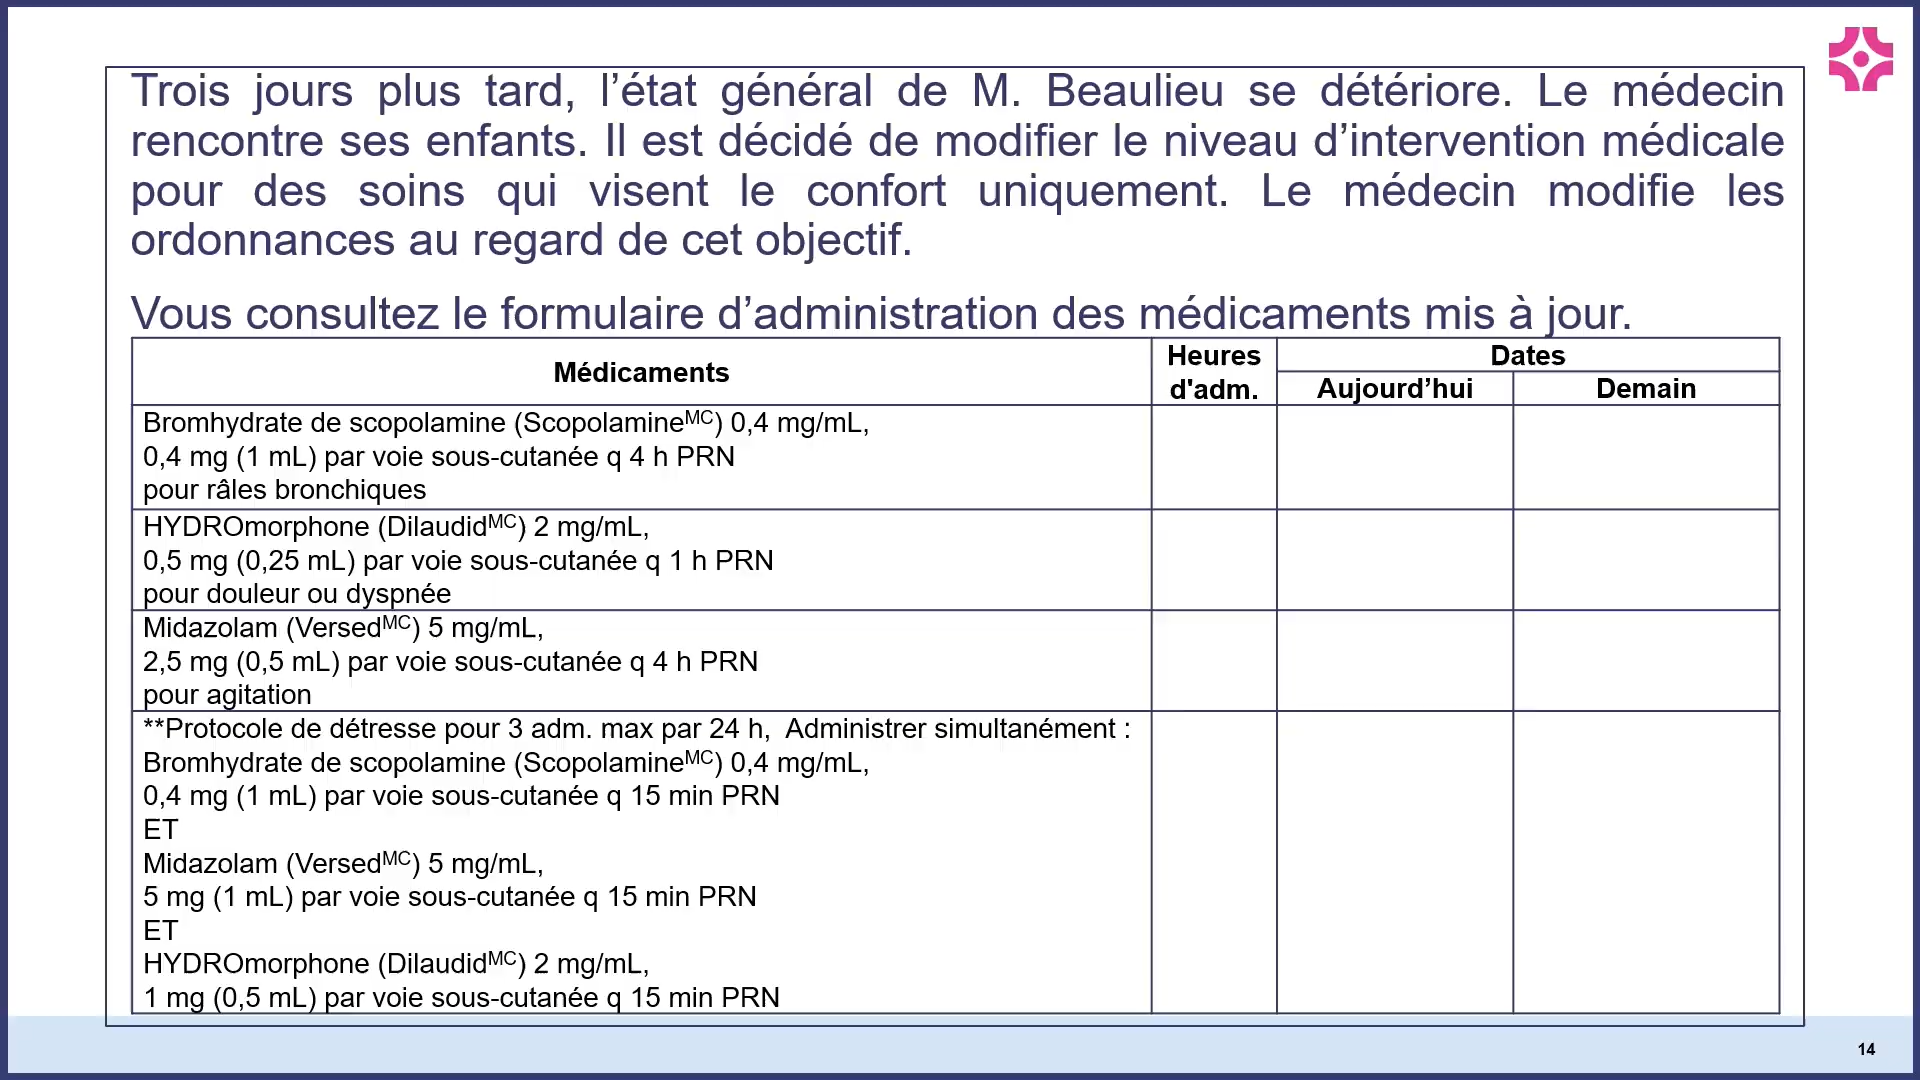 Trois jours plus tard, l’état général de M. Beaulieu se détériore. Le médecin
rencontre ses enfants. Il est décidé de modifier le niveau d’intervention médicale
pour des soins qui visent le confort uniquement. Le médecin modifie les
ordonnances au regard de cet objectif.
Vous consultez le formulaire d’administration des médicaments mis à jour.
Médicaments
Heures
d'adm.
Dates
Aujourd’hui
Demain
Bromhydrate de scopolamine (ScopolamineMC) 0,4 mg/mL,
0,4 mg (1 mL) par voie sous-cutanée q 4 h PRN
pour râles bronchiques
HYDROmorphone (DilaudidMC) 2 mg/mL,
0,5 mg (0,25 mL) par voie sous-cutanée q 1 h PRN
pour douleur ou dyspnée
Midazolam (VersedMC) 5 mg/mL,
2,5 mg (0,5 mL) par voie sous-cutanée q 4 h PRN
pour agitation
**Protocole de détresse pour 3 adm. max par 24 h,  Administrer simultanément :
Bromhydrate de scopolamine (ScopolamineMC) 0,4 mg/mL,
0,4 mg (1 mL) par voie sous-cutanée q 15 min PRN
ET
Midazolam (VersedMC) 5 mg/mL,
5 mg (1 mL) par voie sous-cutanée q 15 min PRN
ET
HYDROmorphone (DilaudidMC) 2 mg/mL,
1 mg (0,5 mL) par voie sous-cutanée q 15 min PRN
14